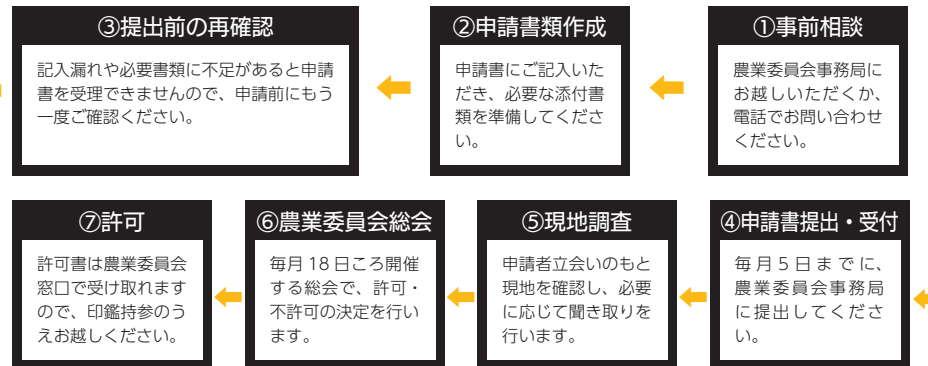 ①事前相談
農業委員会事務局に
お越しいただくか、
電話でお問い合わせ
ください。
②申請書類作成
申請書にご記入いた
だき、必要な添付書
類を準備してくださ
い。
③提出前の再確認
記入漏れや必要書類に不足があると申請
書を受理できませんので、申請前にもう
一度ご確認ください。
④申請書提出・受付
毎月５日までに、
農業委員会事務局
に提出してくださ
い。
⑤現地調査
申請者立会いのもと
現地を確認し、必要
に応じて聞き取りを
行います。
⑥農業委員会総会
毎月 18 日ころ開催
する総会で、許可・
不許可の決定を行い
ます。
⑦許可
許可書は農業委員会
窓口で受け取れます
ので、印鑑持参のう
えお越しください。